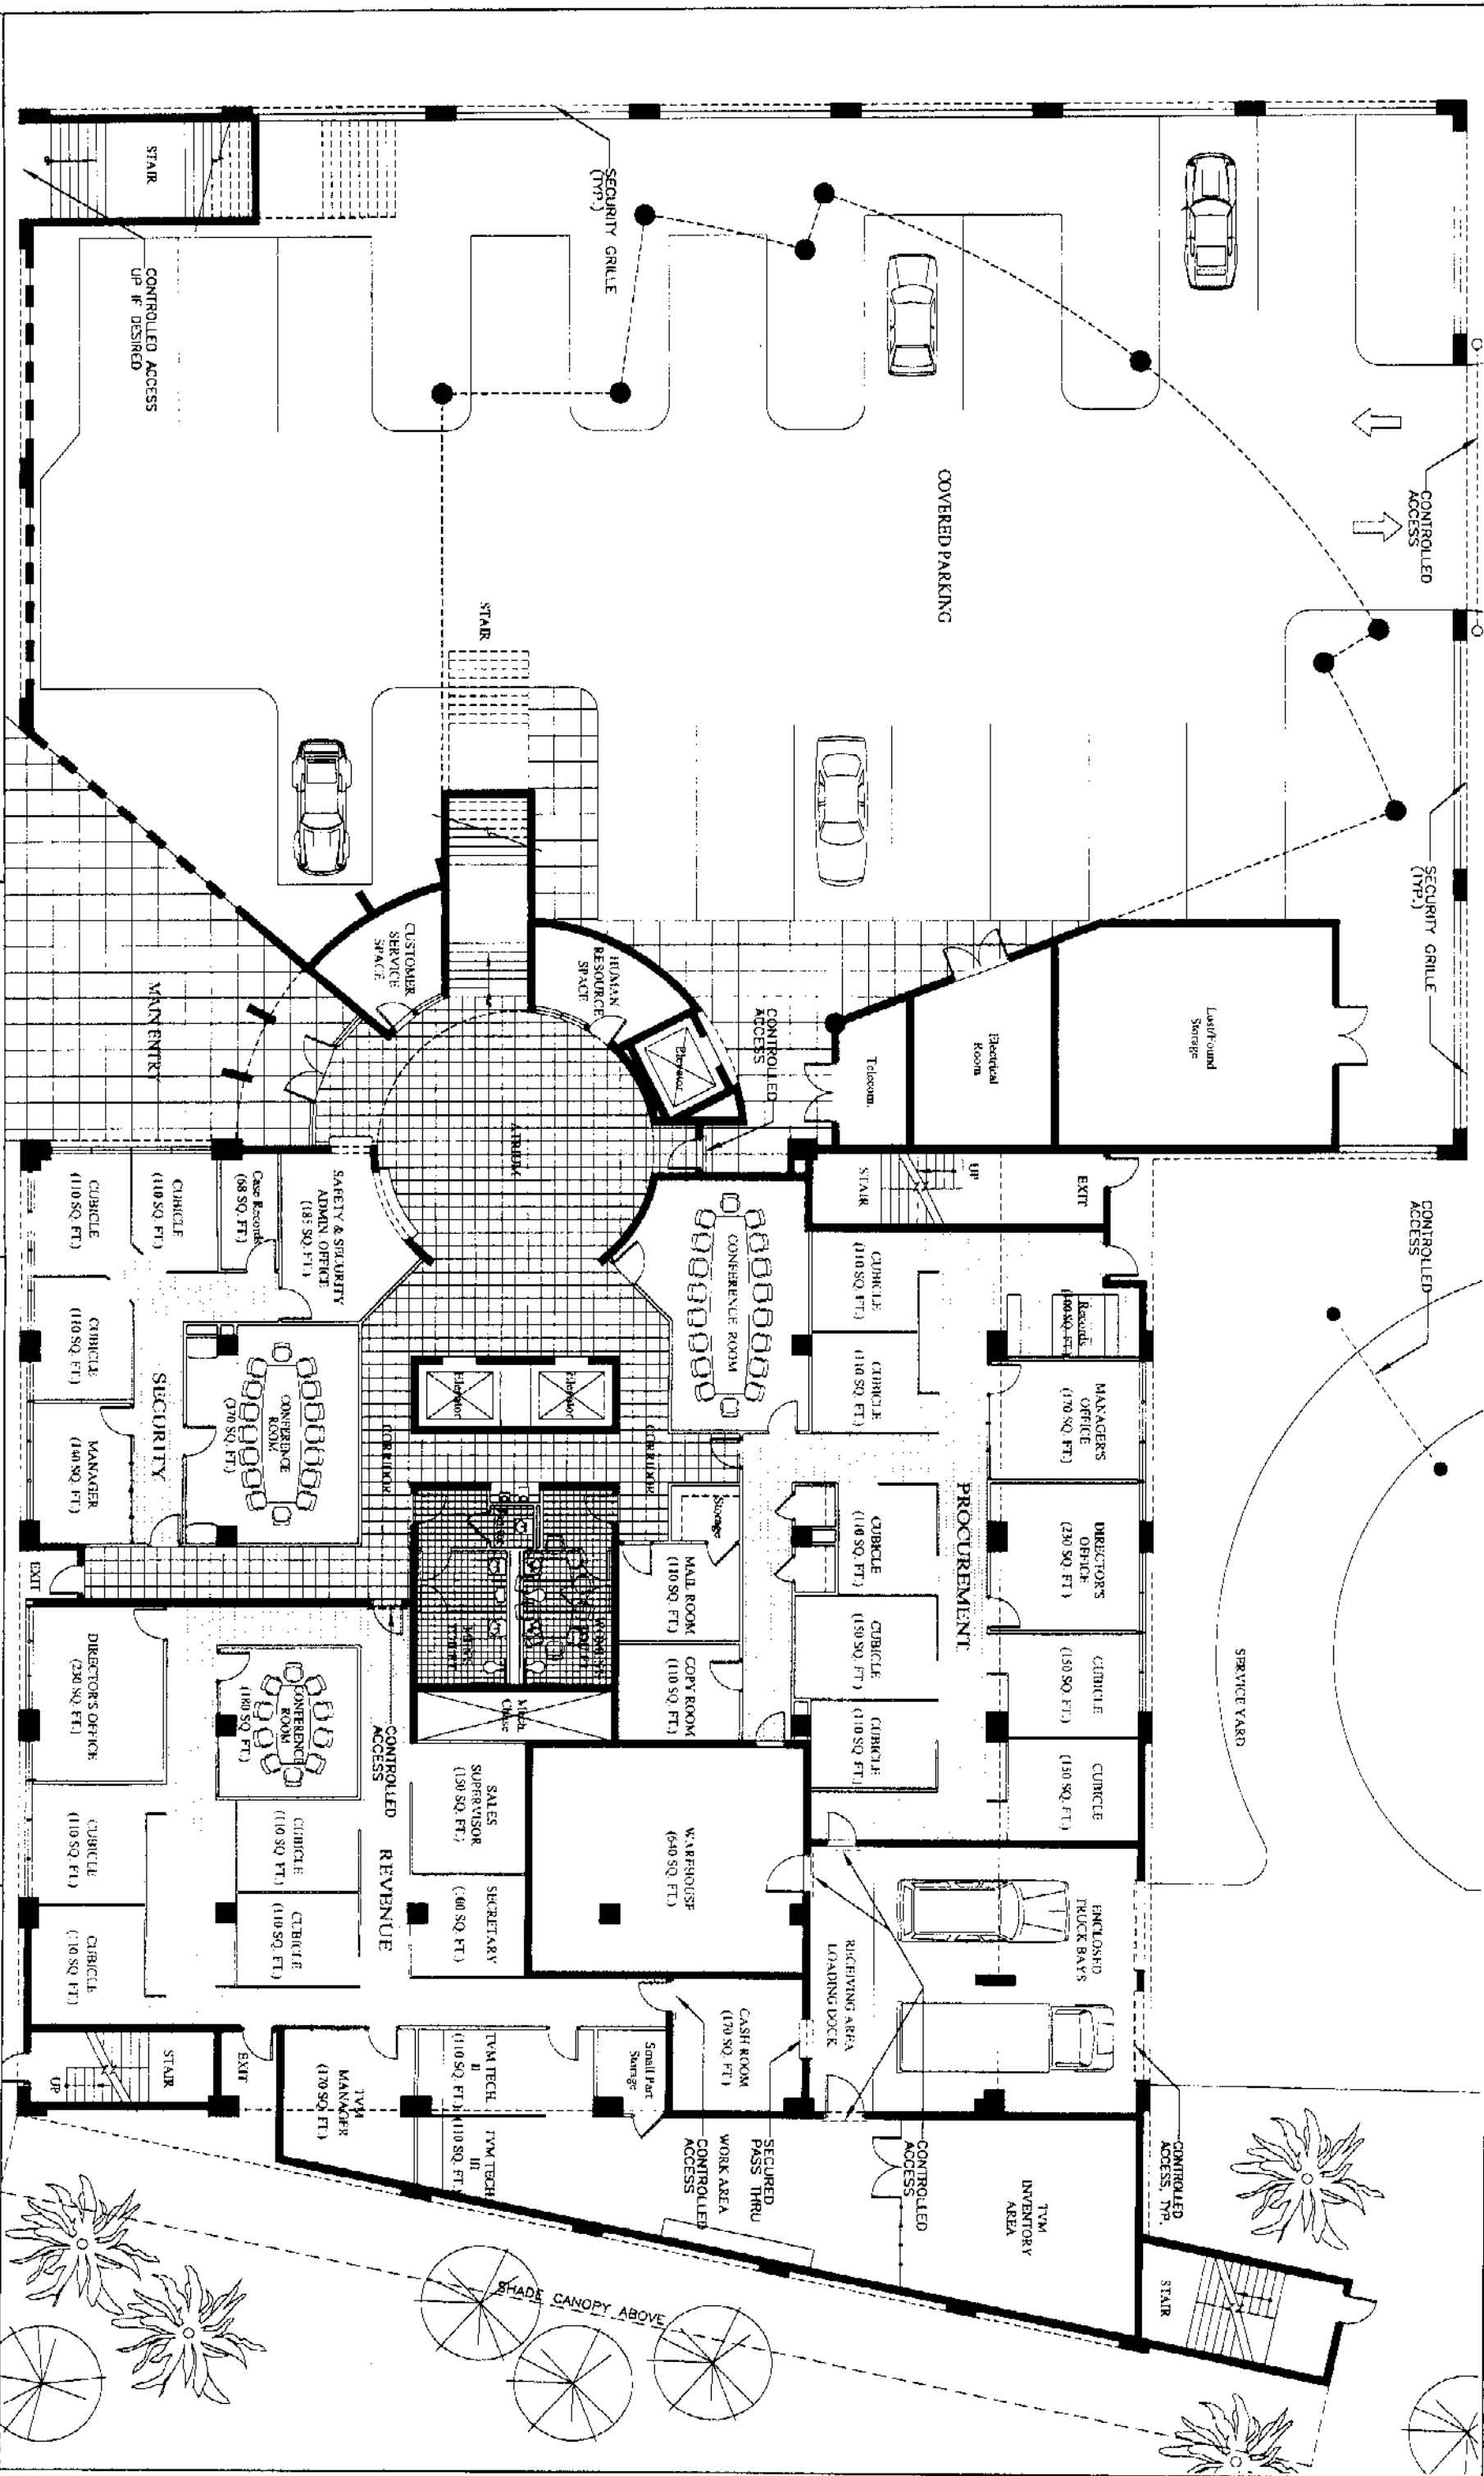 STAIR
CONTROLLED ACCESS
UP IF DESIRED
SECURITY GRILLE
(TYP.)
COVERED PARKING
CONTROLLED
ACCESS
SECURITY GRILLE
(TYP.)
STAIR
CUSTOMER
SERVICE
SPACE
HUMAN
RESOURCE
SPACE
Elevator
CONTROLLED
ACCESS
Telecom.
Electrical
Room
Lost/Found
Storage
MAIN ENTRY
ATRIUM
STAIR
UP
EXIT
CONTROLLED
ACCESS
CUBICLE
(110 SQ. FT.)
CUBICLE
(110 SQ. FT.)
Case Records
(68 SQ. FT.)
SAFETY & SECURITY
ADMIN. OFFICE
(185 SQ. FT.)
CUBICLE
(110 SQ. FT.)
MANAGER
(140 SQ. FT.)
SECURITY
CONFERENCE
ROOM
(370 SQ. FT.)
CORRIDOR
Elevator
Elevator
CORRIDOR
CONFERENCE ROOM
CUBICLE
(110 SQ. FT.)
CUBICLE
(110 SQ. FT.)
Records
(100 SQ. FT.)
MANAGER'S
OFFICE
(170 SQ. FT.)
DIRECTOR'S
OFFICE
(230 SQ. FT.)
PROCUREMENT
CUBICLE
(110 SQ. FT.)
CUBICLE
(150 SQ. FT.)
CUBICLE
(110 SQ. FT.)
CUBICLE
(150 SQ. FT.)
CUBICLE
(150 SQ. FT.)
SERVICE YARD
Storage
MAIL ROOM
(110 SQ. FT.)
COPY ROOM
(110 SQ. FT.)
WOMEN'S
TOILET
MEN'S
TOILET
Mech.
Chase
EXIT
DIRECTOR'S OFFICE
(230 SQ. FT.)
CONFERENCE
ROOM
(180 SQ. FT.)
CONTROLLED
ACCESS
SALES
SUPERVISOR
(150 SQ. FT.)
SECRETARY
(100 SQ. FT.)
WAREHOUSE
(640 SQ. FT.)
CUBICLE
(110 SQ. FT.)
CUBICLE
(110 SQ. FT.)
CUBICLE
(110 SQ. FT.)
CUBICLE
(110 SQ. FT.)
REVENUE
RECEIVING AREA
LOADING DOCK
ENCLOSED
TRUCK BAYS
CASH ROOM
(170 SQ. FT.)
Small Part
Storage
TVM TECH.
II
(110 SQ. FT.)
TVM TECH.
III
(110 SQ. FT.)
TVM
MANAGER
(170 SQ. FT.)
EXIT
STAIR
UP
WORK AREA
CONTROLLED
ACCESS
SECURED
PASS THRU
CONTROLLED
ACCESS
TVM
INVENTORY
AREA
CONTROLLED
ACCESS, TYP.
STAIR
SHADE CANOPY ABOVE